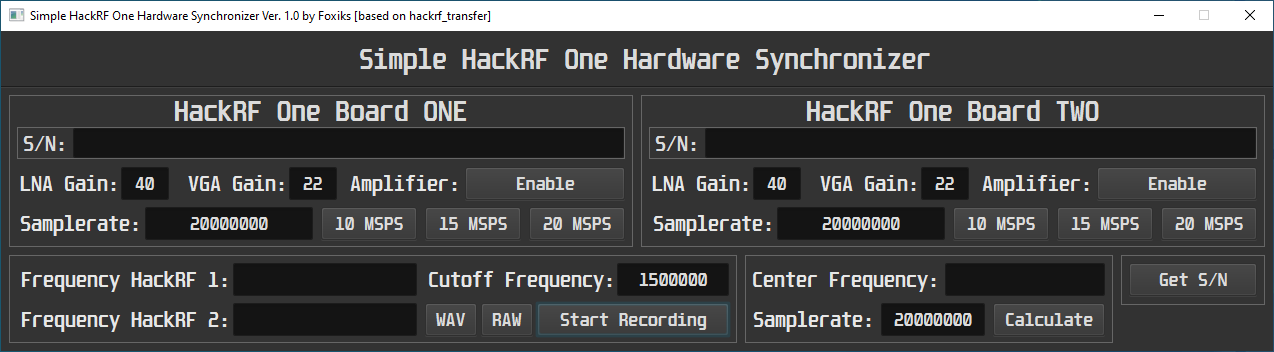 Simple HackRF One Hardware Synchronizer Ver. 1.0 by Foxiks [based on hackrf_transfer]
Simple HackRF One Hardware Synchronizer
HackRF One Board ONE
S/N:
LNA Gain: 40 VGA Gain: 22 Amplifier: Enable
Samplerate: 20000000 10 MSPS 15 MSPS 20 MSPS
HackRF One Board TWO
S/N:
LNA Gain: 40 VGA Gain: 22 Amplifier: Enable
Samplerate: 20000000 10 MSPS 15 MSPS 20 MSPS
Frequency HackRF 1: Cutoff Frequency: 1500000
Frequency HackRF 2: WAV RAW Start Recording
Center Frequency:
Samplerate: 20000000 Calculate
Get S/N